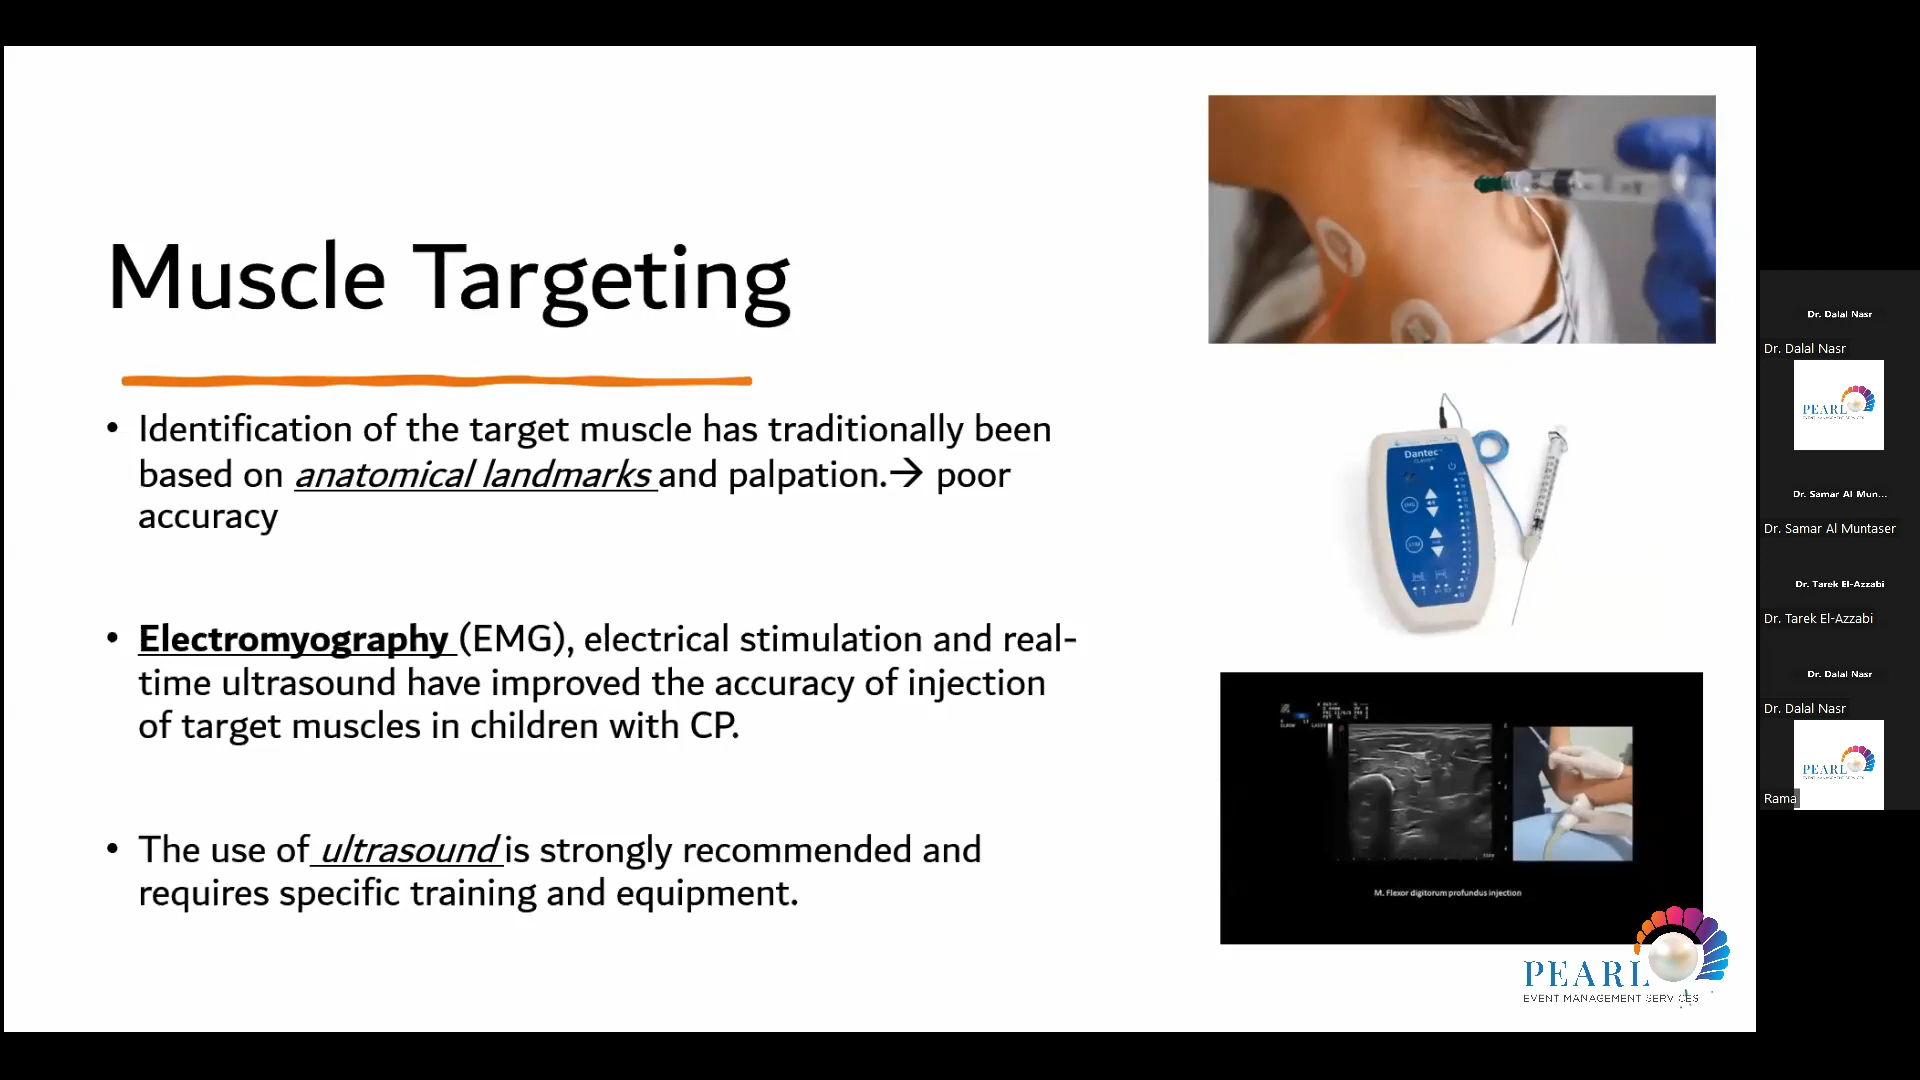 Muscle Targeting
• Identification of the target muscle has traditionally been
based on anatomical landmarks and palpation.→ poor
accuracy
• Electromyography (EMG), electrical stimulation and real-
time ultrasound have improved the accuracy of injection
of target muscles in children with CP.
• The use of ultrasound is strongly recommended and
requires specific training and equipment.
Dantec
M. Flexor digitorum profundus injection
PEARL
EVENT MANAGEMENT SERVICES
Dr. Dalal Nasr
Dr. Dalal Nasr
PEARL
Dr. Samar Al Mun...
Dr. Samar Al Muntaser
Dr. Tarek El-Azzabi
Dr. Tarek El-Azzabi
Dr. Dalal Nasr
Dr. Dalal Nasr
PEARL
Rama